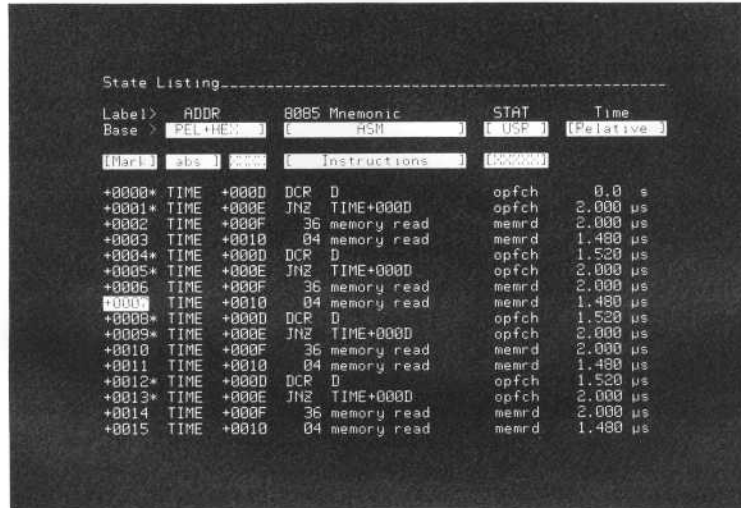 State Listing
Label> ADDR 8085 Mnemonic STAT Time
Base > [ ASM ] [ USR ] [Relative ]
[Mark] abs ] [ Instructions ]
+0000* TIME +000D DCR D opfch 0.0 s
+0001* TIME +000E JNZ TIME+000D opfch 2.000 µs
+0002 TIME +000F 36 memory read memrd 2.000 µs
+0003 TIME +0010 04 memory read memrd 1.480 µs
+0004* TIME +000D DCR D opfch 1.520 µs
+0005* TIME +000E JNZ TIME+000D opfch 2.000 µs
+0006 TIME +000F 36 memory read memrd 2.000 µs
+0007 TIME +0010 04 memory read memrd 1.480 µs
+0008* TIME +000D DCR D opfch 1.520 µs
+0009* TIME +000E JNZ TIME+000D opfch 2.000 µs
+0010 TIME +000F 36 memory read memrd 2.000 µs
+0011 TIME +0010 04 memory read memrd 1.480 µs
+0012* TIME +000D DCR D opfch 1.520 µs
+0013* TIME +000E JNZ TIME+000D opfch 2.000 µs
+0014 TIME +000F 36 memory read memrd 2.000 µs
+0015 TIME +0010 04 memory read memrd 1.480 µs